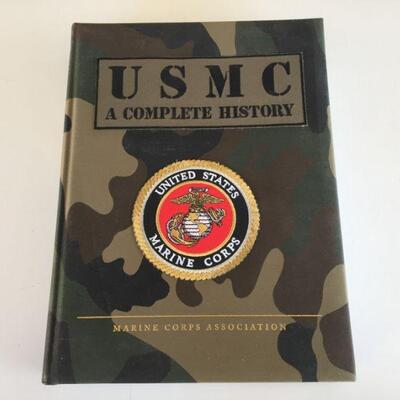 USMC
A COMPLETE HISTORY
UNITED STATES
MARINE CORPS
MARINE CORPS ASSOCIATION